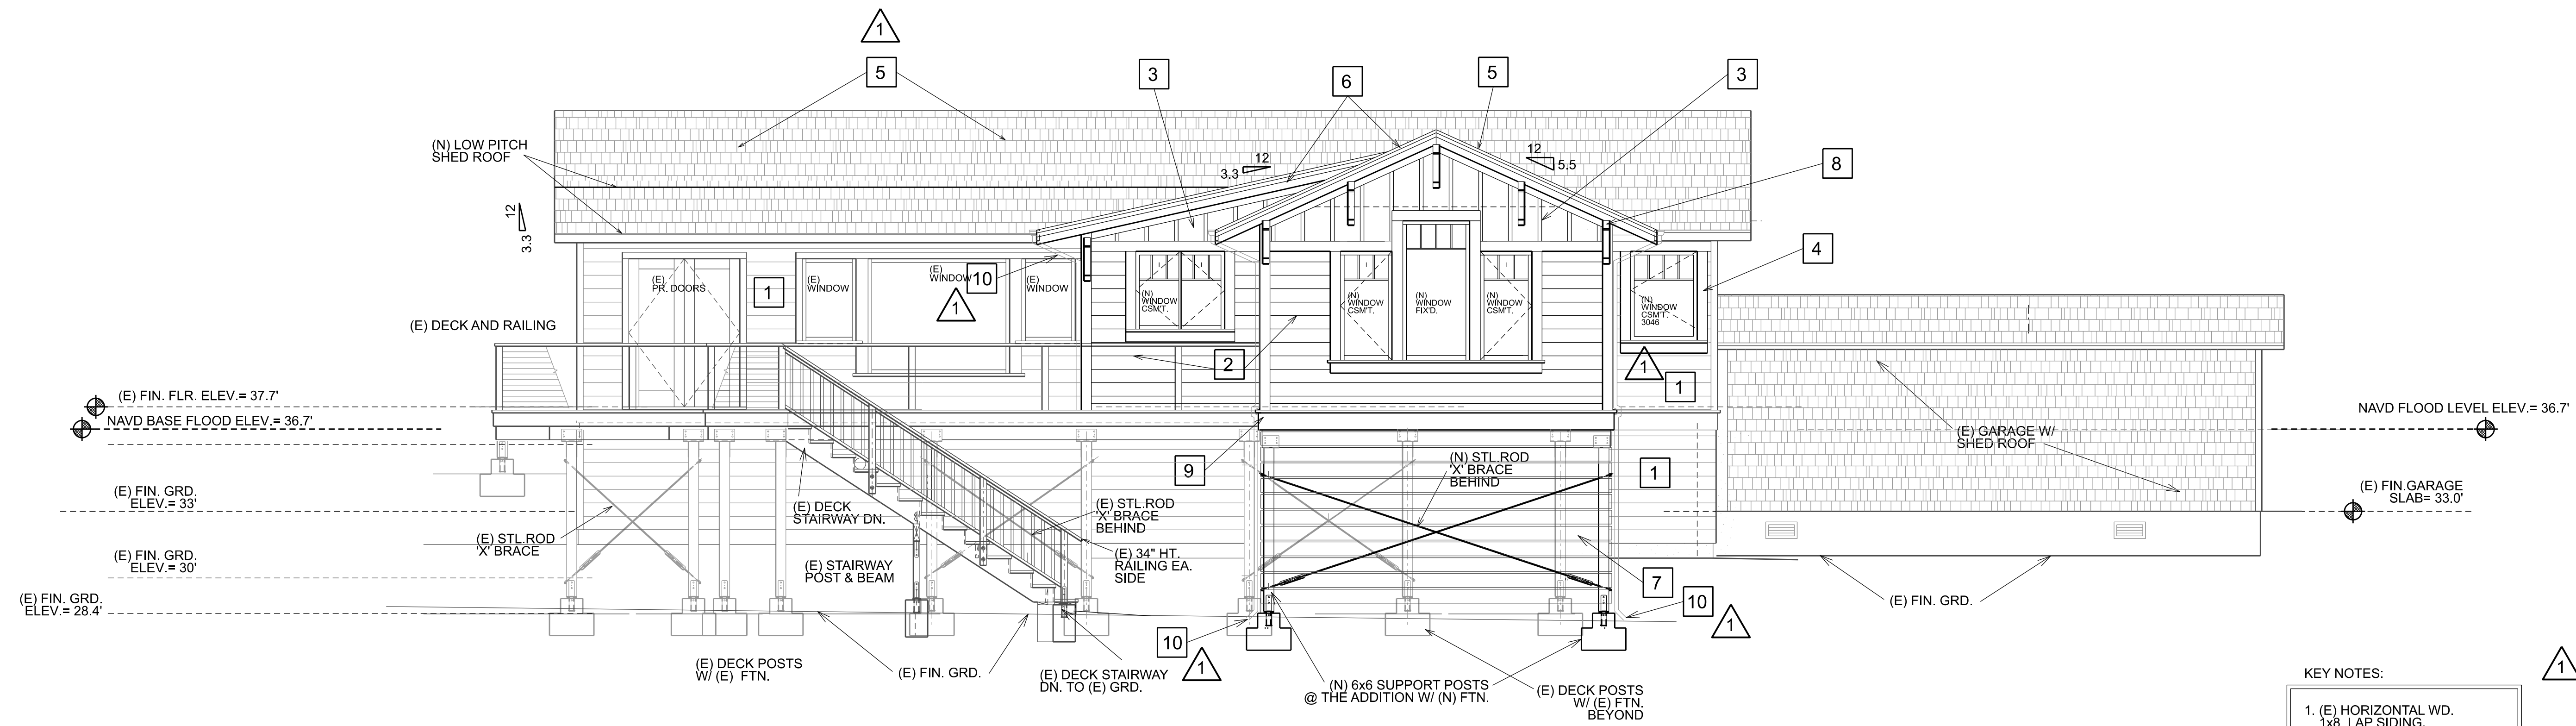 1
5
3
6
5
3
(N) LOW PITCH
SHED ROOF
12
3.3
12
5.5
8
12
3.3
4
(E)
PR. DOORS
1
(E)
WINDOW
(E)
WINDOW
10
1
(E)
WINDOW
(N)
WINDOW
CSM'T.
(N)
WINDOW
CSM'T.
(N)
WINDOW
FIX'D.
(N)
WINDOW
CSM'T.
(N)
WINDOW
CSM'T.
3046
(E) DECK AND RAILING
2
1
1
(E) FIN. FLR. ELEV.= 37.7'
NAVD BASE FLOOD ELEV.= 36.7'
NAVD FLOOD LEVEL ELEV.= 36.7'
(E) GARAGE W/
SHED ROOF
9
(N) STL.ROD
'X' BRACE
BEHIND
1
(E) FIN. GRD.
ELEV.= 33'
(E) FIN.GARAGE
SLAB= 33.0'
(E) DECK
STAIRWAY DN.
(E) STL.ROD
'X' BRACE
BEHIND
(E) STL.ROD
'X' BRACE
(E) FIN. GRD.
ELEV.= 30'
(E) STAIRWAY
POST & BEAM
(E) 34" HT.
RAILING EA.
SIDE
7
(E) FIN. GRD.
ELEV.= 28.4'
10
1
(E) FIN. GRD.
10
1
(E) DECK POSTS
W/ (E) FTN.
(E) FIN. GRD.
(E) DECK STAIRWAY
DN. TO (E) GRD.
(N) 6x6 SUPPORT POSTS
@ THE ADDITION W/ (N) FTN.
(E) DECK POSTS
W/ (E) FTN.
BEYOND
KEY NOTES:
1
1. (E) HORIZONTAL WD.
1x8 LAP SIDING.